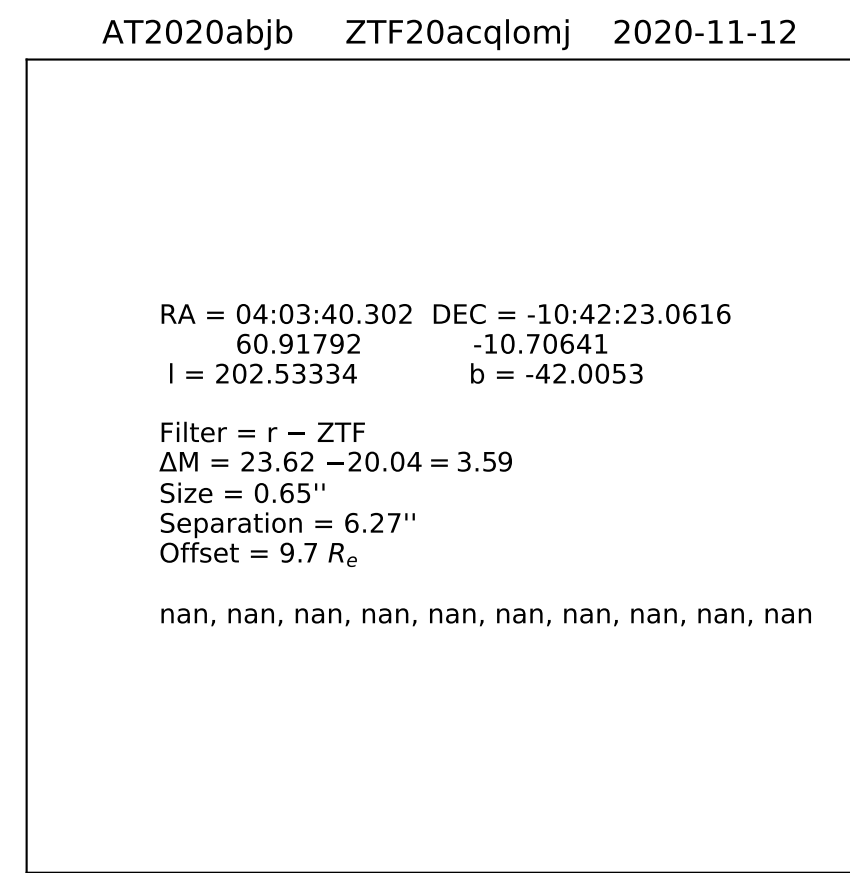 AT2020abjb ZTF20acqlomj 2020-11-12
RA = 04:03:40.302 DEC = -10:42:23.0616
60.91792 -10.70641
l = 202.53334 b = -42.0053
Filter = r − ZTF
ΔM = 23.62 −20.04 = 3.59
Size = 0.65''
Separation = 6.27''
Offset = 9.7 Re
nan, nan, nan, nan, nan, nan, nan, nan, nan, nan